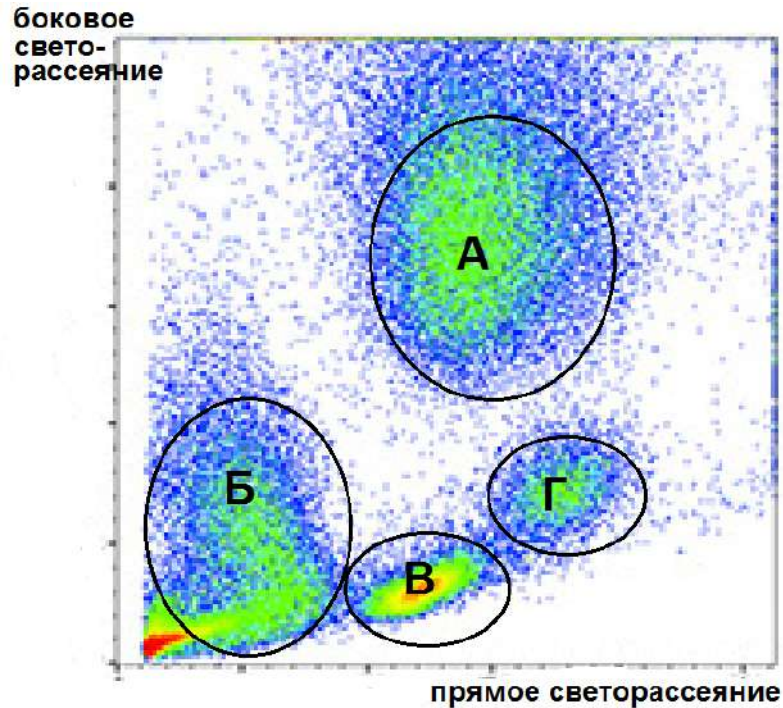 боковое
свето-
рассеяние
А
Б
Г
В
прямое светорассеяние